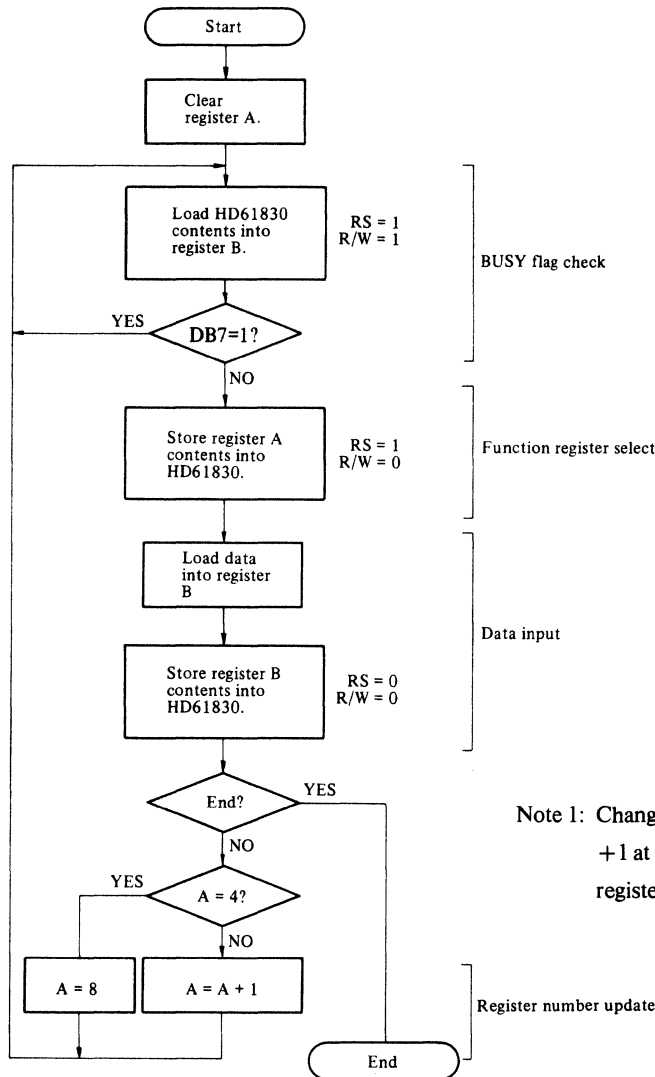 Start
Clear
register A.
Load HD61830
contents into
register B.
RS = 1
R/W = 1
BUSY flag check
YES
DB7=1?
NO
Store register A
contents into
HD61830.
RS = 1
R/W = 0
Function register select
Load data
into register
B
Data input
Store register B
contents into
HD61830.
RS = 0
R/W = 0
End?
YES
NO
Note 1: Chang
+1 at
registe
YES
A = 4?
NO
A = 8
A = A + 1
Register number update
End